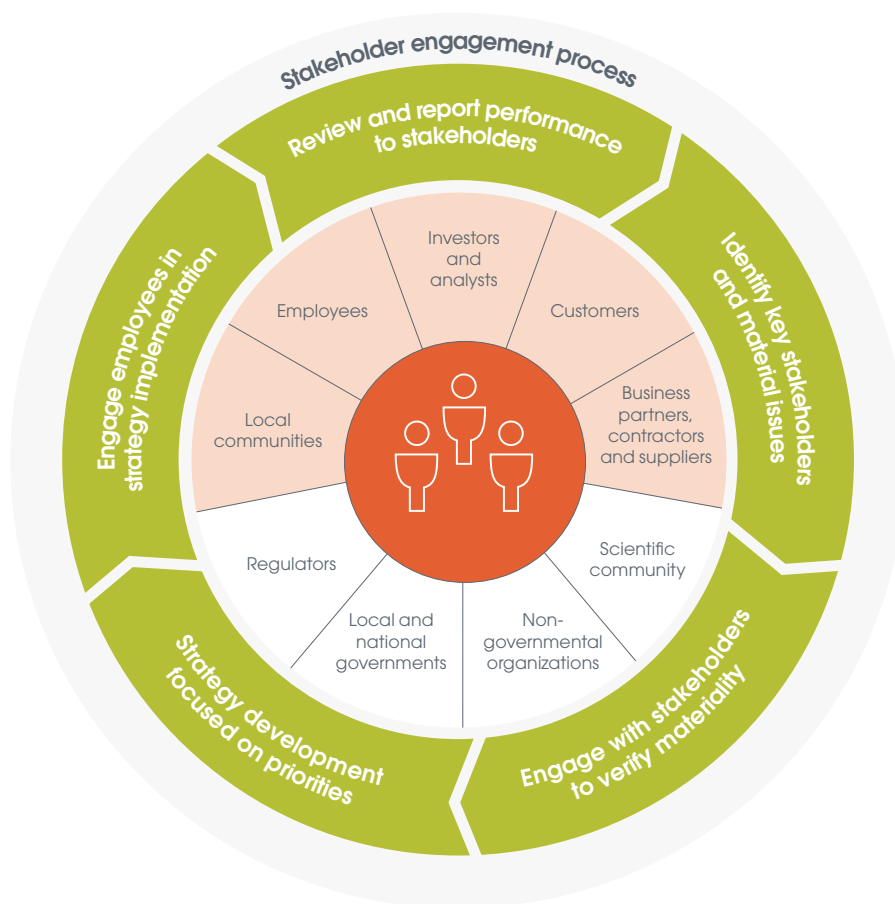 Stakeholder engagement process
Review and report performance
to stakeholders
Identify key stakeholders
and material issues
Engage with stakeholders
to verify materiality
Strategy development
focused on priorities
Engage employees in
strategy implementation
Investors
and
analysts
Customers
Business
partners,
contractors
and suppliers
Scientific
community
Non-
governmental
organizations
Local and
national
governments
Regulators
Local
communities
Employees